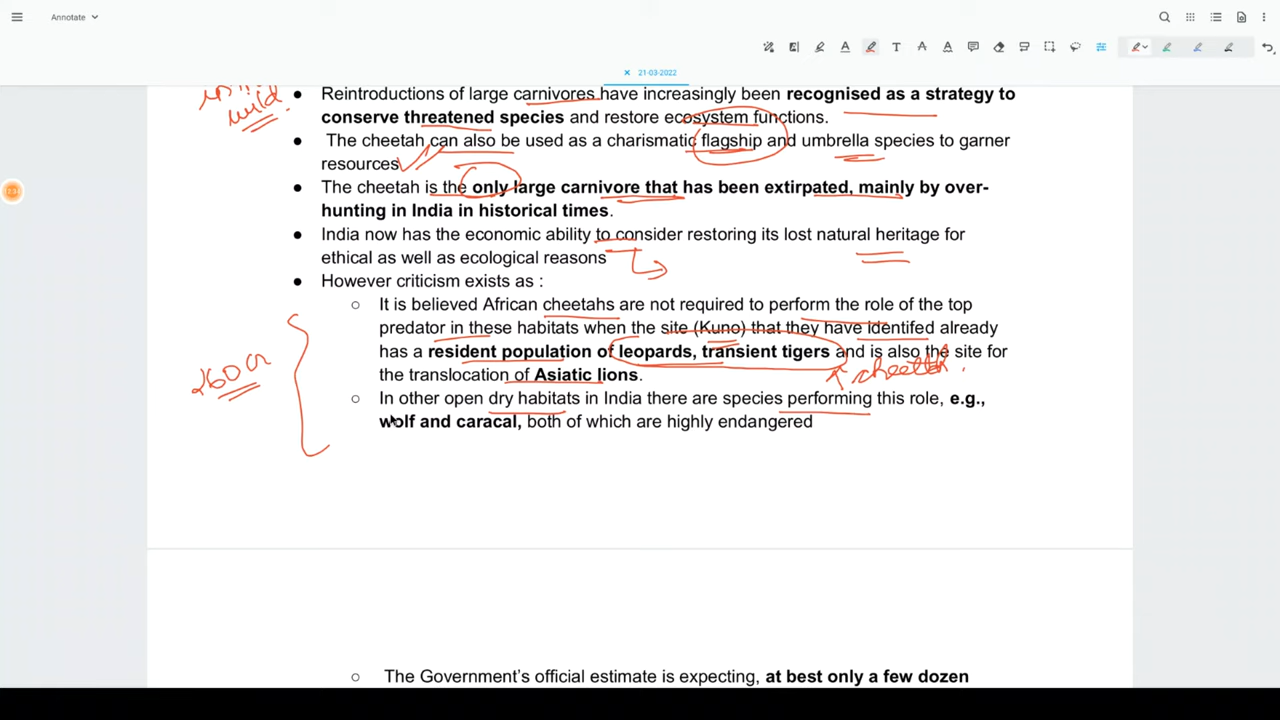 Annotate
21-03-2022
in the
wild.
● Reintroductions of large carnivores have increasingly been recognised as a strategy to
conserve threatened species and restore ecosystem functions.
● The cheetah can also be used as a charismatic flagship and umbrella species to garner
resources
● The cheetah is the only large carnivore that has been extirpated, mainly by over-
hunting in India in historical times.
● India now has the economic ability to consider restoring its lost natural heritage for
ethical as well as ecological reasons
● However criticism exists as :
○ It is believed African cheetahs are not required to perform the role of the top
predator in these habitats when the site (Kuno) that they have identifed already
has a resident population of leopards, transient tigers and is also the site for
the translocation of Asiatic lions.
cheetah.
260 Cr
○ In other open dry habitats in India there are species performing this role, e.g.,
wolf and caracal, both of which are highly endangered
○ The Government's official estimate is expecting, at best only a few dozen